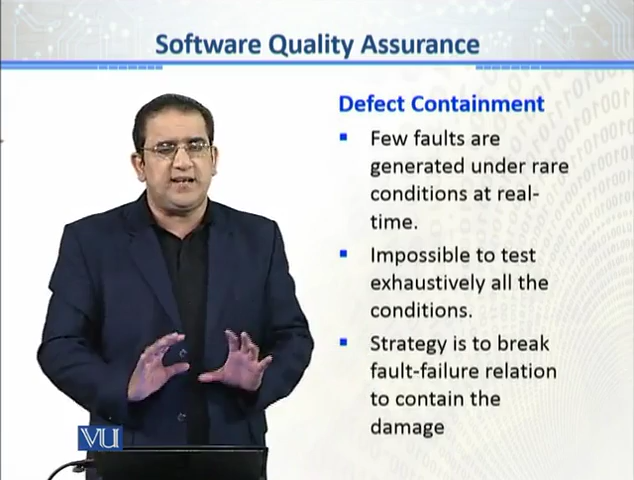 Software Quality Assurance
Defect Containment
▪ Few faults are
generated under rare
conditions at real-
time.
▪ Impossible to test
exhaustively all the
conditions.
▪ Strategy is to break
fault-failure relation
to contain the
damage
VU